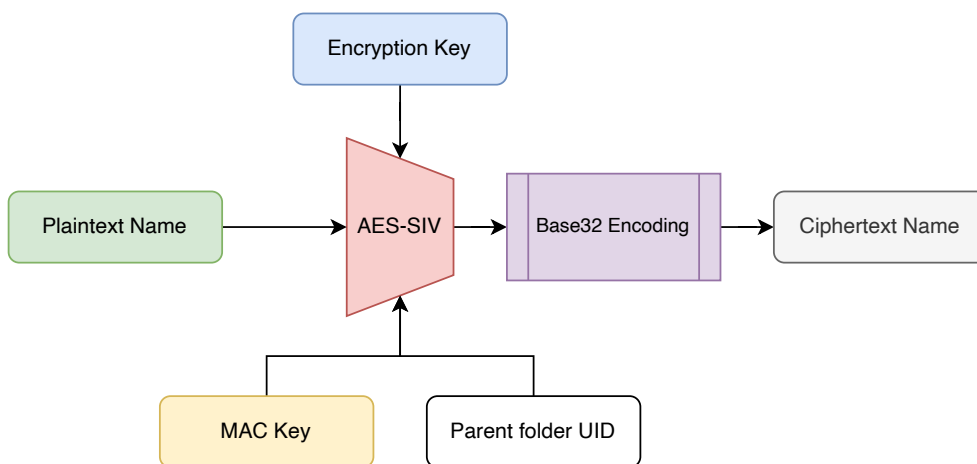 Encryption Key
Plaintext Name
AES-SIV
Base32 Encoding
Ciphertext Name
MAC Key
Parent folder UID